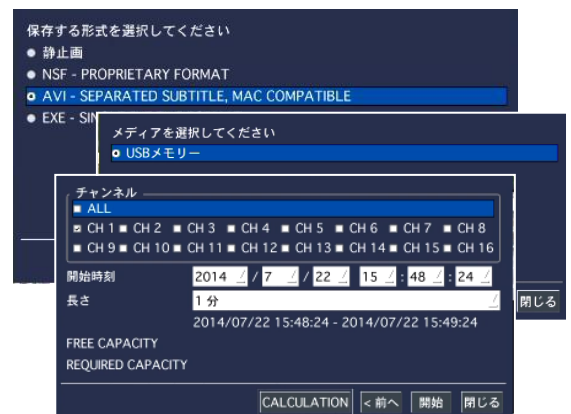 保存する形式を選択してください
静止画
NSF - PROPRIETARY FORMAT
AVI - SEPARATED SUBTITLE, MAC COMPATIBLE
EXE -
メディアを選択してください
USBメモリー
チャンネル
ALL
CH 1 CH 2 CH 3 CH 4 CH 5 CH 6 CH 7 CH 8
CH 9 CH 10 CH 11 CH 12 CH 13 CH 14 CH 15 CH 16
開始時刻 2014 / 7 / 22 15 : 48 : 24
長さ 1 分
2014/07/22 15:48:24 - 2014/07/22 15:49:24
FREE CAPACITY
REQUIRED CAPACITY
CALCULATION <前へ 開始 閉じる
閉じる